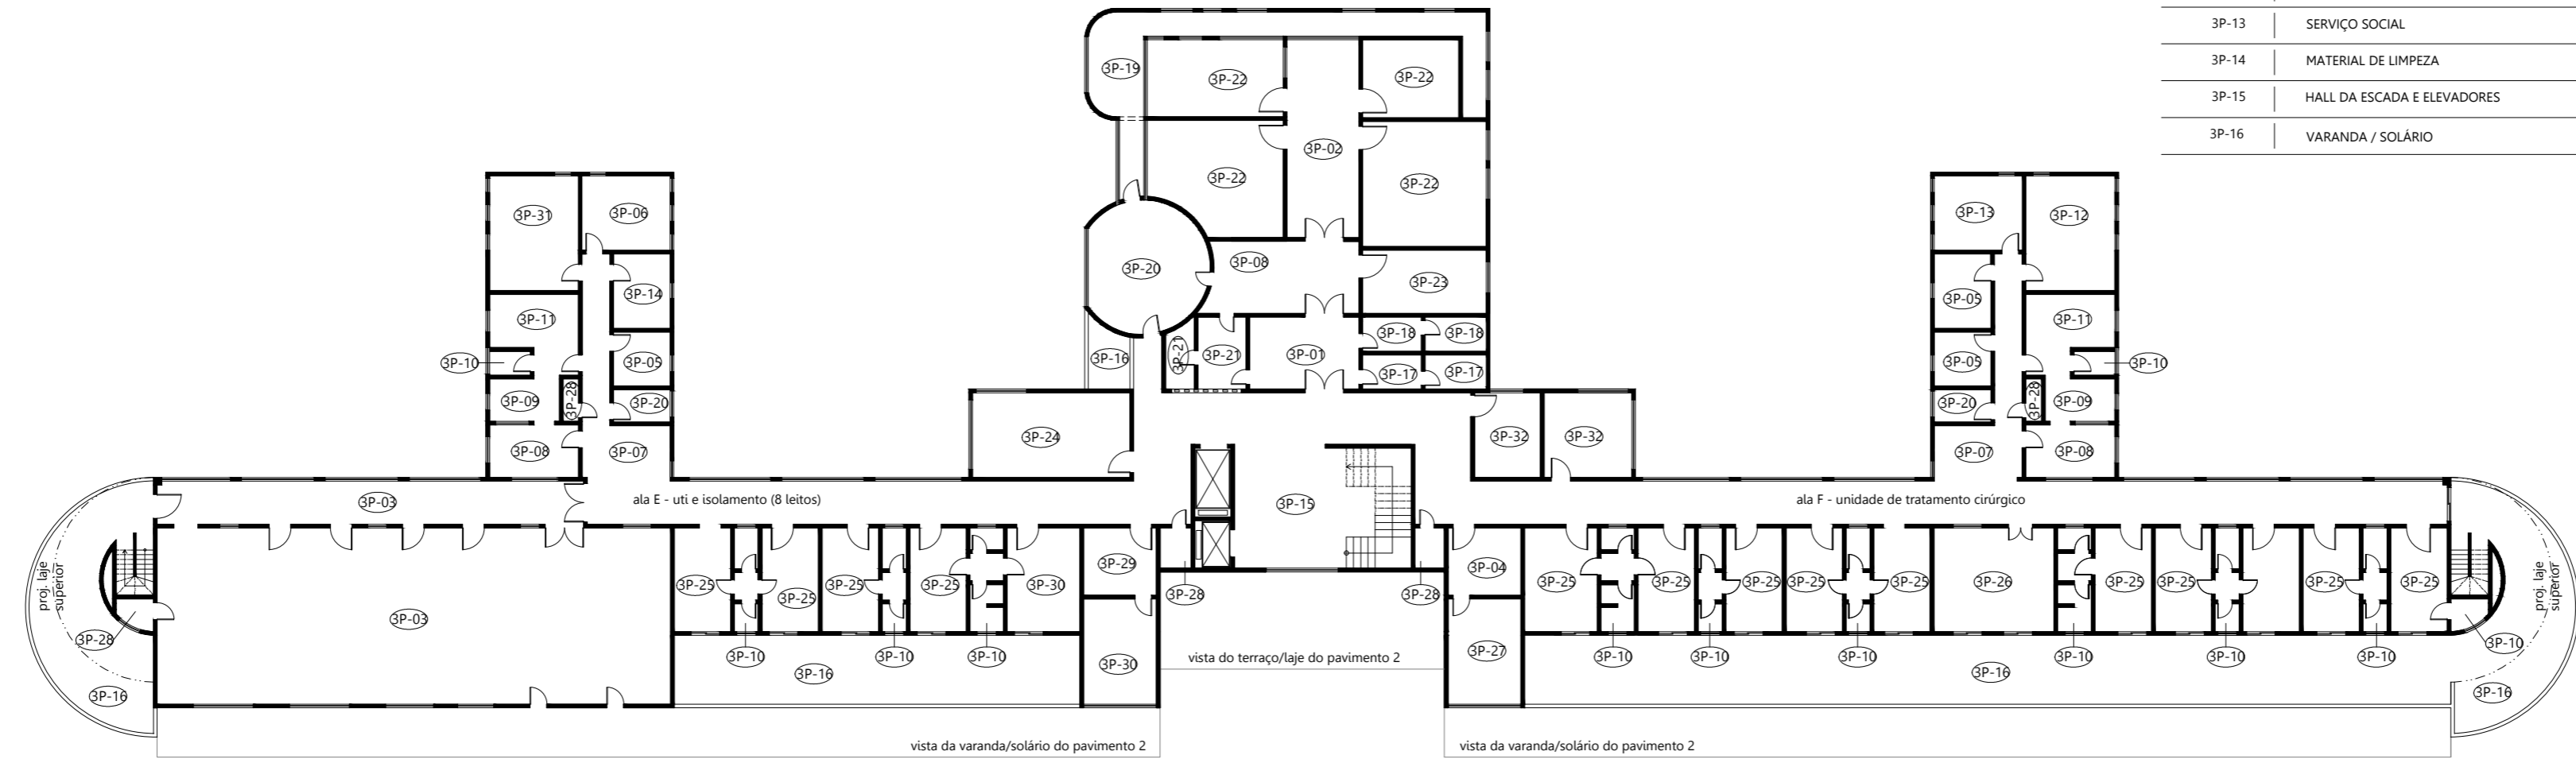 3P-13 SERVIÇO SOCIAL
3P-14 MATERIAL DE LIMPEZA
3P-15 HALL DA ESCADA E ELEVADORES
3P-16 VARANDA / SOLÁRIO
3P-19
3P-22
3P-22
3P-02
3P-22
3P-22
3P-20
3P-08
3P-23
3P-16
3P-21
3P-21
3P-01
3P-18
3P-18
3P-17
3P-17
3P-31
3P-06
3P-14
3P-11
3P-10
3P-05
3P-09
3P-28
3P-20
3P-08
3P-07
3P-24
3P-32
3P-32
3P-13
3P-12
3P-05
3P-11
3P-05
3P-10
3P-20
3P-28
3P-09
3P-07
3P-08
3P-03
ala E - uti e isolamento (8 leitos)
3P-15
ala F - unidade de tratamento cirúrgico
proj. laje
superior
3P-28
3P-16
3P-03
3P-25
3P-25
3P-25
3P-25
3P-30
3P-29
3P-28
3P-10
3P-10
3P-10
3P-16
3P-30
vista do terraço/laje do pavimento 2
3P-28
3P-04
3P-27
3P-25
3P-25
3P-25
3P-25
3P-25
3P-26
3P-25
3P-25
3P-25
3P-25
3P-10
3P-10
3P-10
3P-10
3P-10
3P-10
3P-16
proj. laje
superior
3P-10
3P-16
vista da varanda/solário do pavimento 2
vista da varanda/solário do pavimento 2